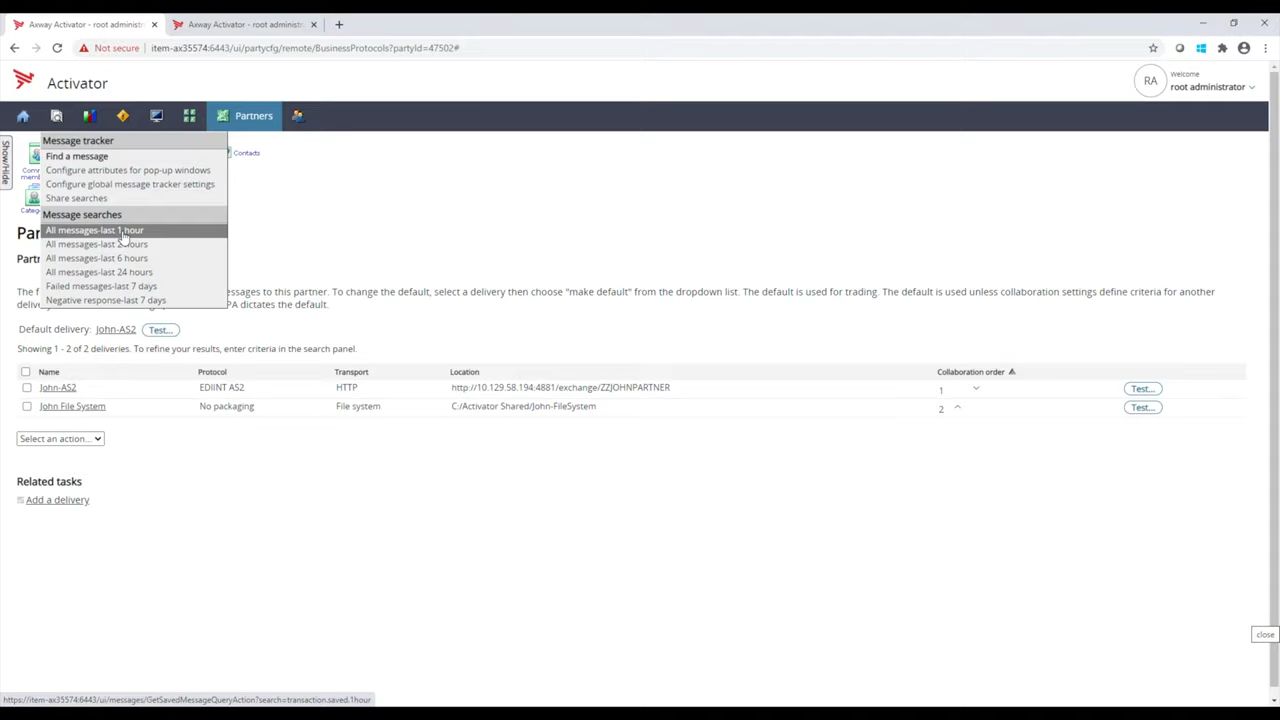 Axway Activator - root administr
Axway Activator - root administr
Not secure
item-ax35574:6443/ui/partycfg/remote/BusinessProtocols?partyId=47502#
Activator
RA
Welcome
root administrator
Partners
Show/Hide
Message tracker
Find a message
Configure attributes for pop-up windows
Configure global message tracker settings
Share searches
Message searches
All messages-last 1 hour
All messages-last 2 hours
All messages-last 6 hours
All messages-last 24 hours
Failed messages-last 7 days
Negative response-last 7 days
Contacts
essages to this partner. To change the default, select a delivery then choose "make default" from the dropdown list. The default is used for trading. The default is used unless collaboration settings define criteria for another
PA dictates the default.
Default delivery: John-AS2 Test...
Showing 1 - 2 of 2 deliveries. To refine your results, enter criteria in the search panel.
Name Protocol Transport Location Collaboration order
John-AS2 EDIINT AS2 HTTP http://10.129.58.194:4881/exchange/ZZJOHNPARTNER 1 Test...
John File System No packaging File system C:/Activator Shared/John-FileSystem 2 Test...
Select an action...
Related tasks
Add a delivery
close
https://item-ax35574:6443/ui/messages/GetSavedMessageQueryAction?search=transaction.saved.1hour